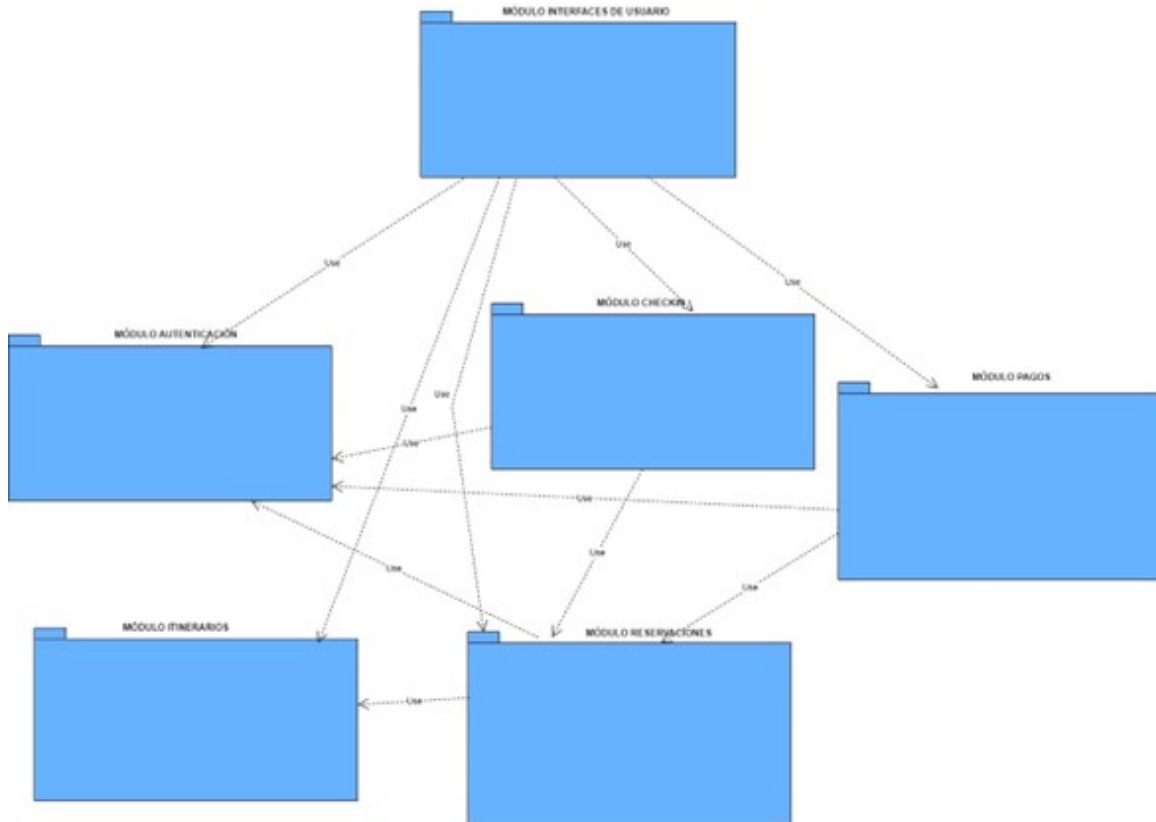 MÓDULO INTERFACES DE USUARIO
Use
Use
Use
MÓDULO CHECKIN
MÓDULO AUTENTICACIÓN
MÓDULO PAGOS
Use
Use
Use
Use
Use
Use
Use
MÓDULO ITINERARIOS
MÓDULO RESERVACIONES
Use